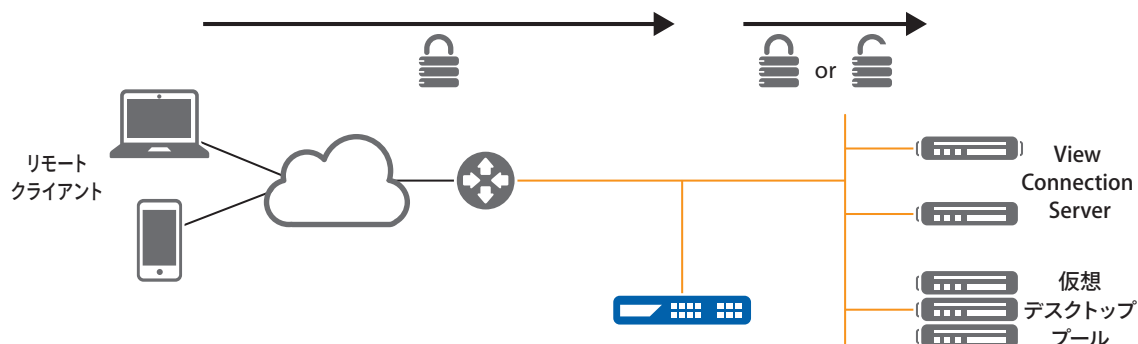 or
リモート
クライアント
View
Connection
Server
仮想
デスクトップ
プール